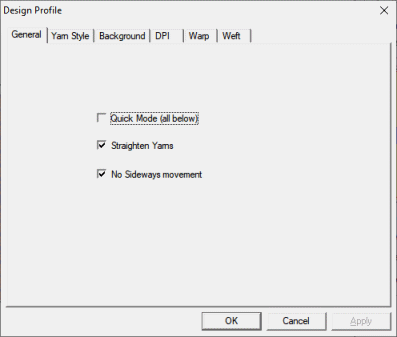 Design Profile
General Yarn Style Background DPI Warp Weft
Quick Mode (all below)
Straighten Yarns
No Sideways movement
OK Cancel Apply